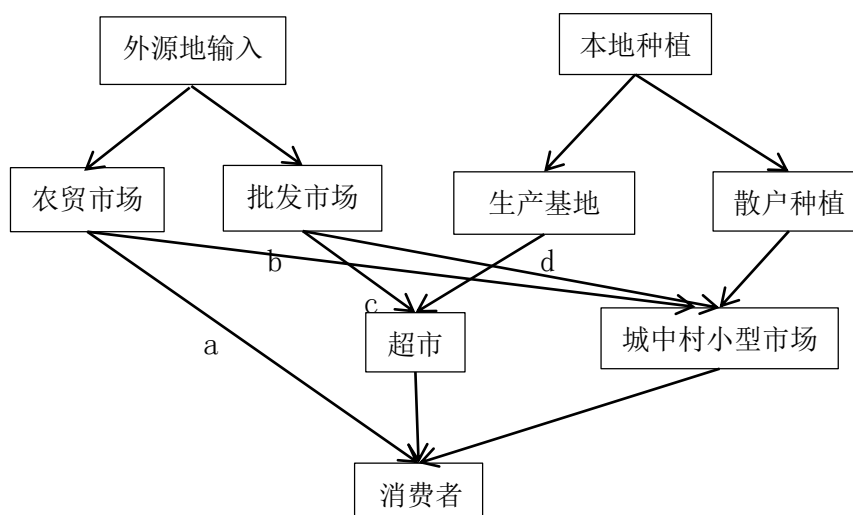 外源地输入
本地种植
农贸市场
批发市场
生产基地
散户种植
b
d
c
a
超市
城中村小型市场
消费者